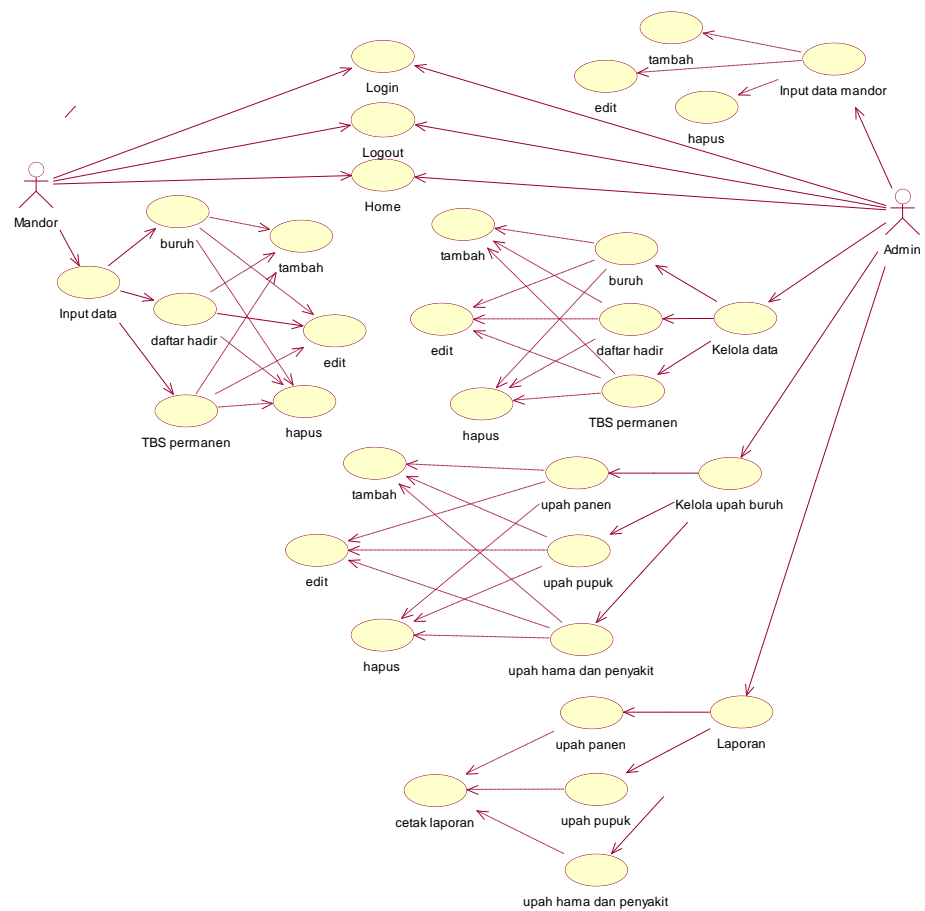 tambah
Login
Input data mandor
edit
hapus
Logout
Home
Mandor
buruh
tambah
tambah
buruh
Admin
Input data
daftar hadir
edit
edit
daftar hadir
Kelola data
TBS permanen
hapus
hapus
TBS permanen
tambah
upah panen
Kelola upah buruh
edit
upah pupuk
hapus
upah hama dan penyakit
upah panen
Laporan
cetak laporan
upah pupuk
upah hama dan penyakit